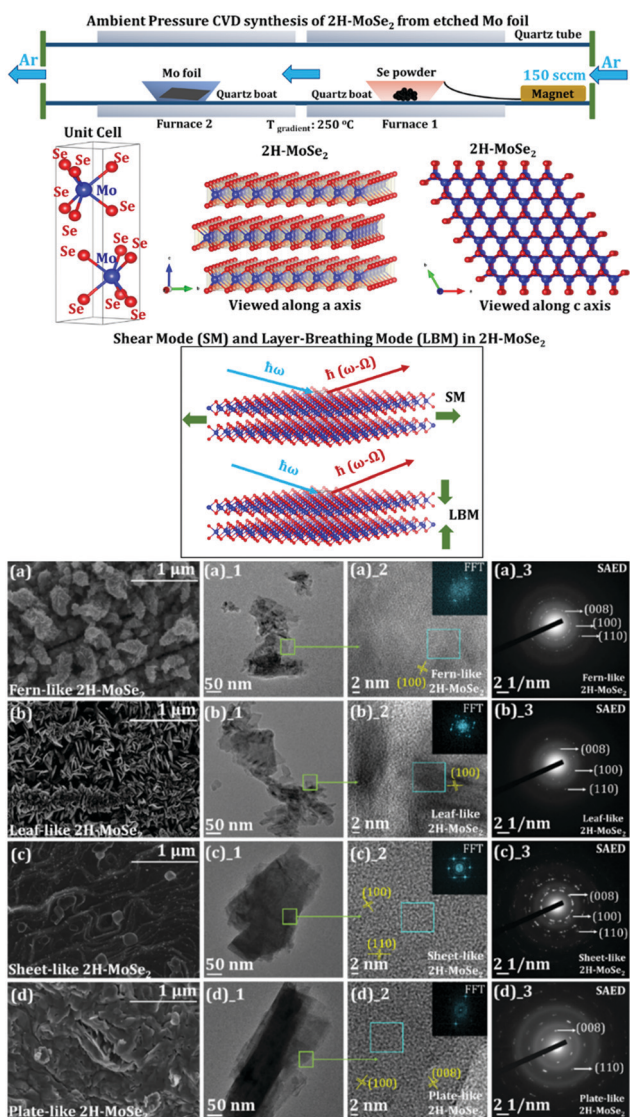 Ambient Pressure CVD synthesis of 2H-MoSe₂ from etched Mo foil
Quartz tube
Ar
Ar
Mo foil
Se powder
150 sccm
Quartz boat
Quartz boat
Magnet
Furnace 2
T gradient: 250 °C
Furnace 1
Unit Cell
2H-MoSe₂
2H-MoSe₂
Se
Se
Se
Se
Mo
Se
Se
Se
Se
Mo
Se
Se
Se
Se
Viewed along a axis
Viewed along c axis
Shear Mode (SM) and Layer-Breathing Mode (LBM) in 2H-MoSe₂
ħω
ħ (ω-Ω)
SM
ħω
ħ (ω-Ω)
LBM
(a)
1 µm
Fern-like 2H-MoSe₂
(a)_1
50 nm
(a)_2
FFT
(100)
2 nm
Fern-like
2H-MoSe₂
(a)_3
SAED
(008)
(100)
(110)
2 1/nm
Fern-like
2H-MoSe₂
(b)
1 µm
Leaf-like 2H-MoSe₂
(b)_1
50 nm
(b)_2
FFT
(100)
2 nm
Leaf-like
2H-MoSe₂
(b)_3
SAED
(008)
(100)
(110)
2 1/nm
Leaf-like
2H-MoSe₂
(c)
1 µm
Sheet-like 2H-MoSe₂
(c)_1
50 nm
(c)_2
FFT
(100)
(110)
2 nm
Sheet-like
2H-MoSe₂
(c)_3
SAED
(008)
(100)
(110)
2 1/nm
Sheet-like
2H-MoSe₂
(d)
1 µm
Plate-like 2H-MoSe₂
(d)_1
50 nm
(d)_2
FFT
(100)
(008)
2 nm
Plate-like
2H-MoSe₂
(d)_3
SAED
(008)
(110)
2 1/nm
Plate-like
2H-MoSe₂